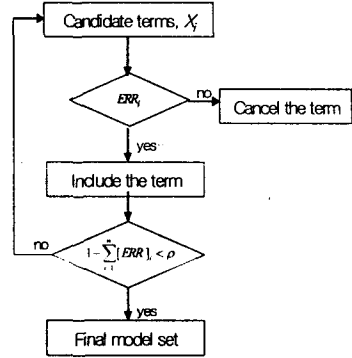 Candidate terms, X_i
ERR_i
no
Cancel the term
yes
Include the term
no
1 - \sum_{i=1}^{n} [ERR]_i < ρ
yes
Final model set